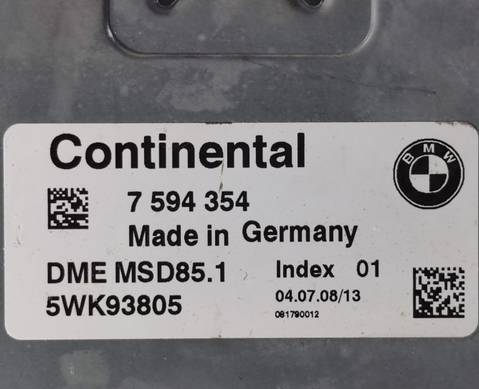 Continental
BMW
7 594 354
Made in Germany
DME MSD85.1 Index 01
5WK93805 04.07.08/13
081790012